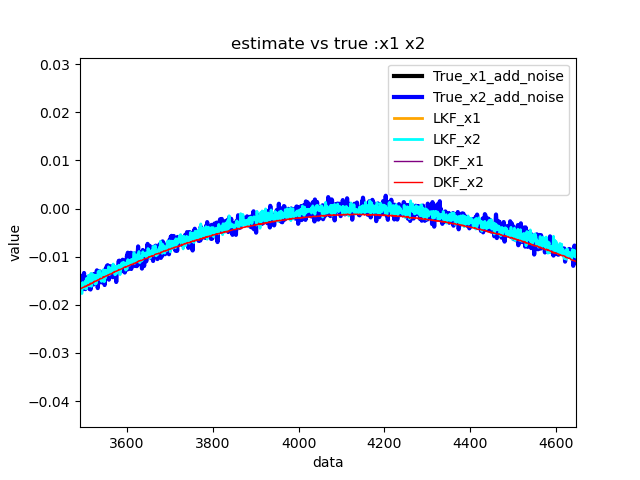 estimate vs true :x1 x2
0.03
0.02
0.01
0.00
−0.01
−0.02
−0.03
−0.04
value
True_x1_add_noise
True_x2_add_noise
LKF_x1
LKF_x2
DKF_x1
DKF_x2
3600 3800 4000 4200 4400 4600
data